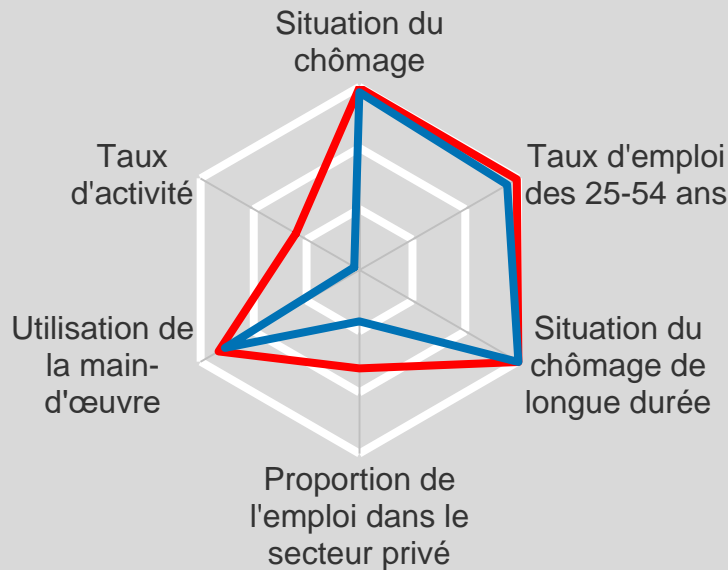 Situation du
chômage
Taux d'emploi
des 25-54 ans
Situation du
chômage de
longue durée
Proportion de
l'emploi dans le
secteur privé
Utilisation de
la main-
d'œuvre
Taux
d'activité